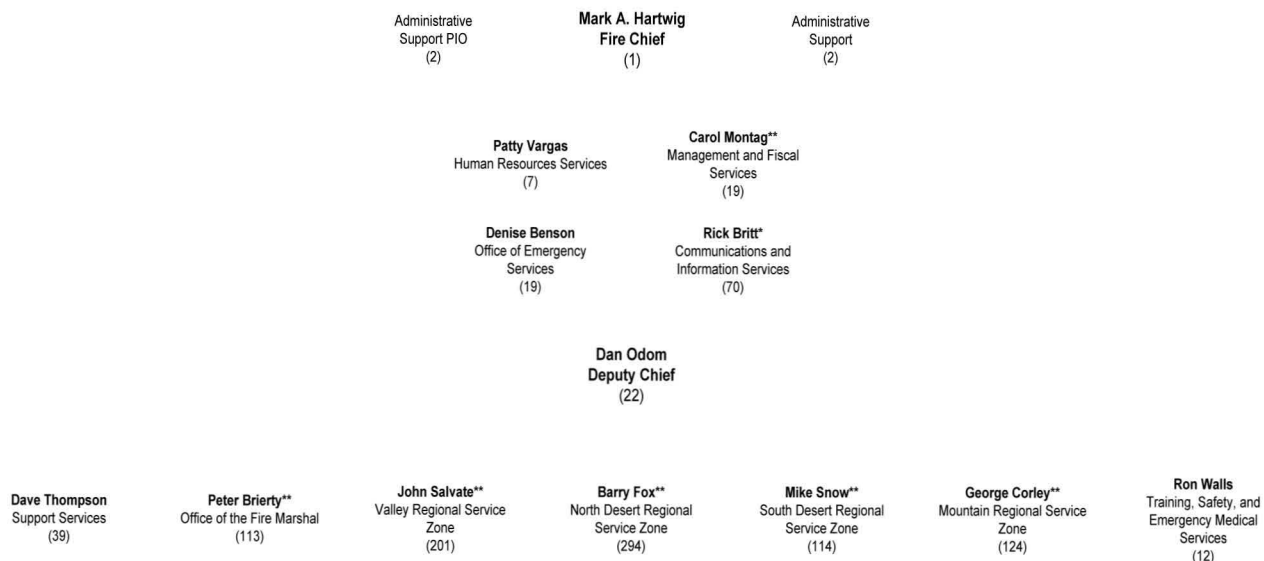 Administrative
Support PIO
(2)
Mark A. Hartwig
Fire Chief
(1)
Administrative
Support
(2)
Patty Vargas
Human Resources Services
(7)
Carol Montag**
Management and Fiscal
Services
(19)
Denise Benson
Office of Emergency
Services
(19)
Rick Britt*
Communications and
Information Services
(70)
Dan Odom
Deputy Chief
(22)
Dave Thompson
Support Services
(39)
Peter Brierty**
Office of the Fire Marshal
(113)
John Salvate**
Valley Regional Service
Zone
(201)
Barry Fox**
North Desert Regional
Service Zone
(294)
Mike Snow**
South Desert Regional
Service Zone
(114)
George Corley**
Mountain Regional Service
Zone
(124)
Ron Walls
Training, Safety, and
Emergency Medical
Services
(12)